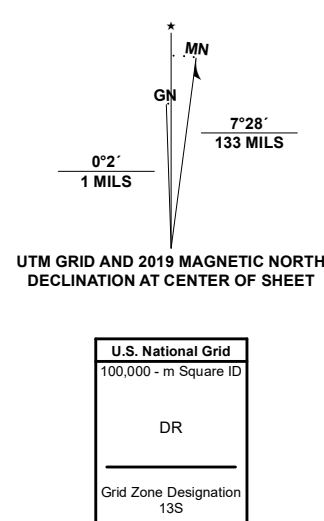 ★
MN
GN
7°28´
133 MILS
0°2´
1 MILS
UTM GRID AND 2019 MAGNETIC NORTH
DECLINATION AT CENTER OF SHEET
U.S. National Grid
100,000 - m Square ID
DR
Grid Zone Designation
13S